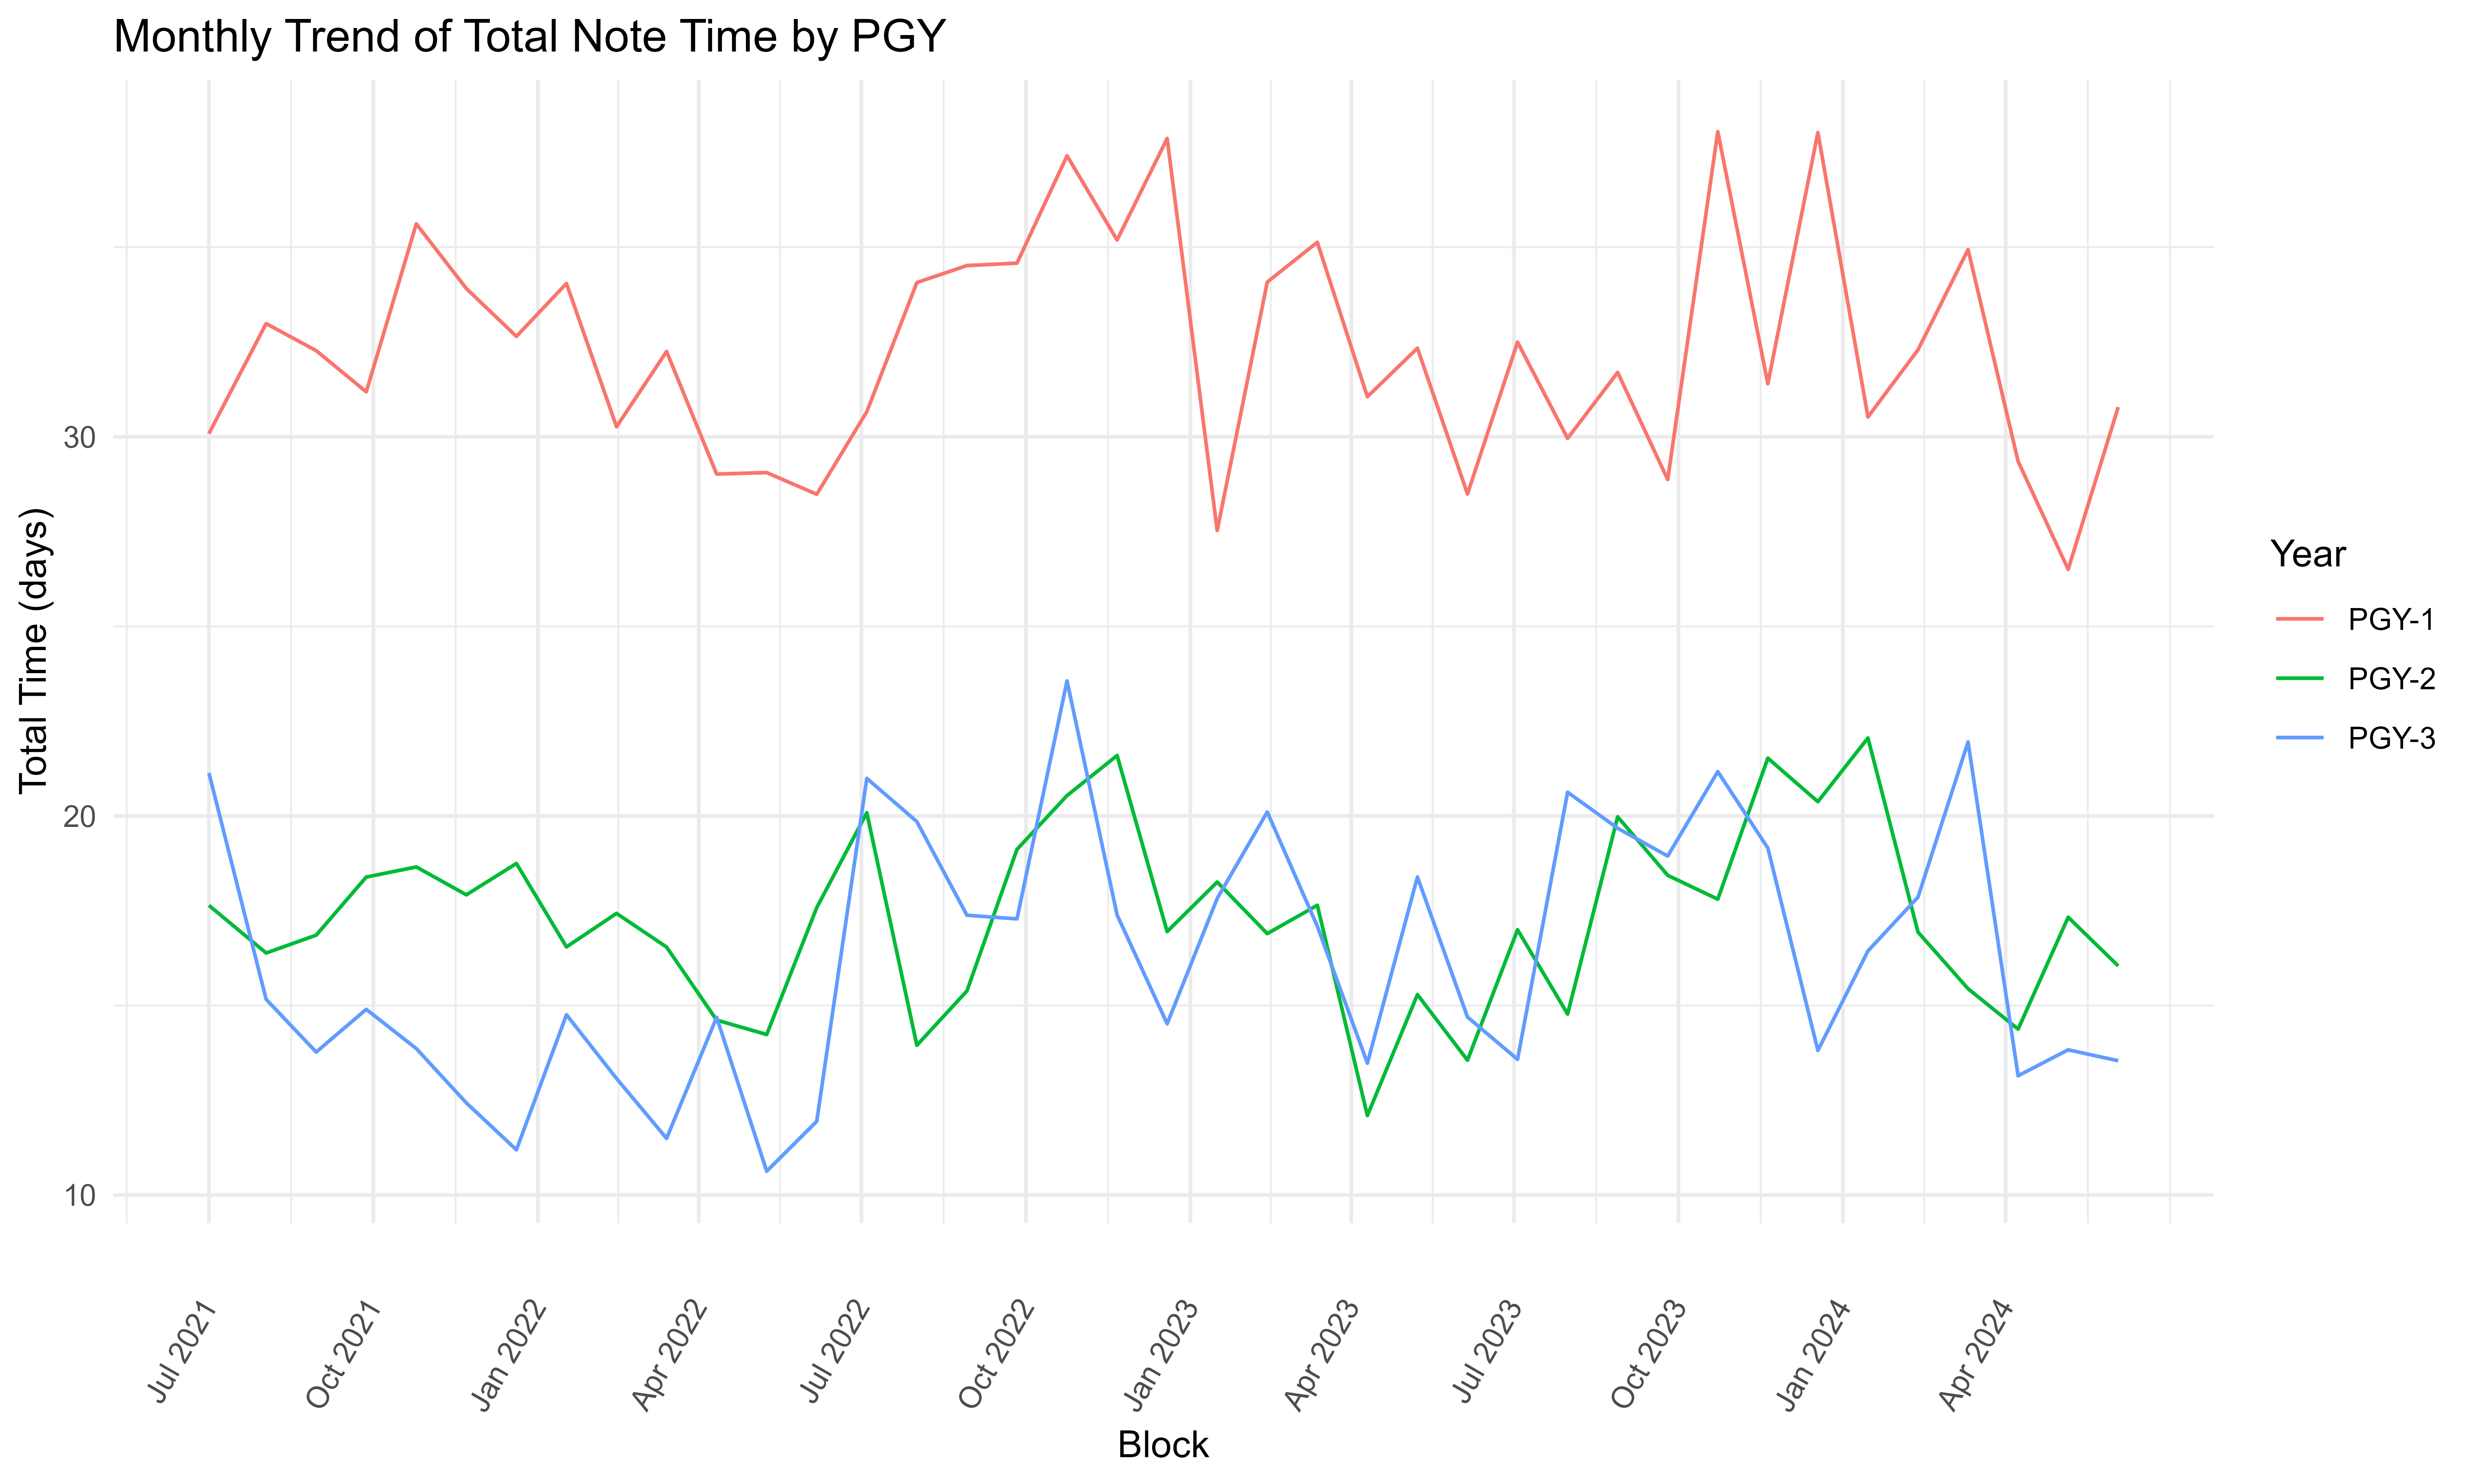 Monthly Trend of Total Note Time by PGY
Total Time (days)
30
20
10
Jul 2021
Oct 2021
Jan 2022
Apr 2022
Jul 2022
Oct 2022
Jan 2023
Apr 2023
Jul 2023
Oct 2023
Jan 2024
Apr 2024
Block
Year
PGY-1
PGY-2
PGY-3